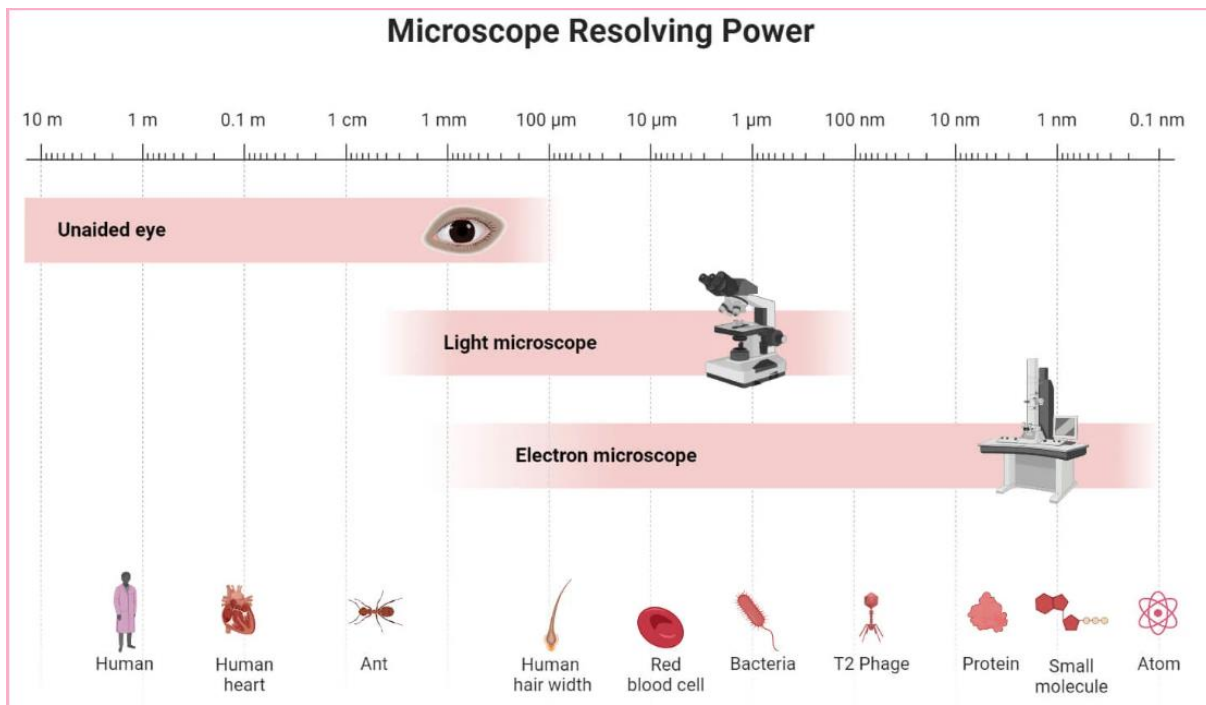 Microscope Resolving Power
10 m 1 m 0.1 m 1 cm 1 mm 100 µm 10 µm 1 µm 100 nm 10 nm 1 nm 0.1 nm
Unaided eye
Light microscope
Electron microscope
Human Human heart Ant Human hair width Red blood cell Bacteria T2 Phage Protein Small molecule Atom